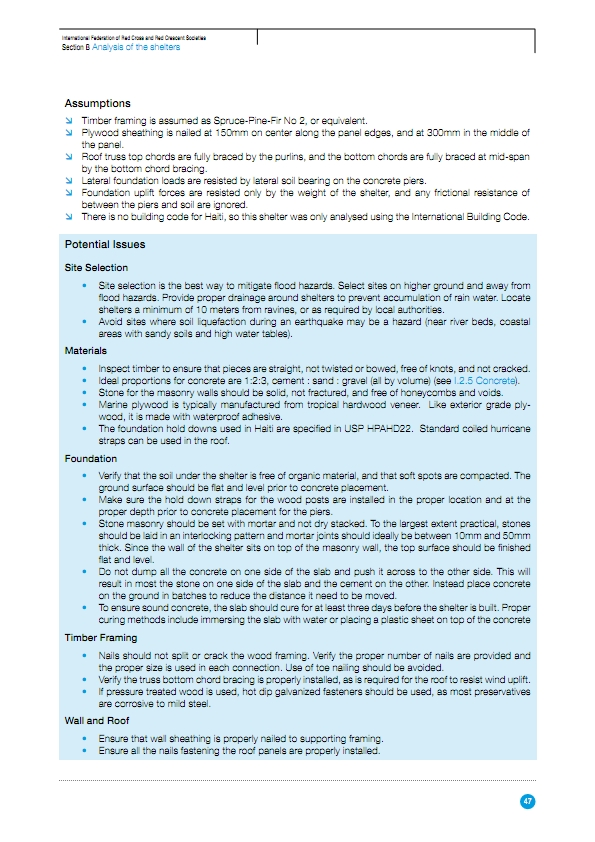 International Federation of Red Cross and Red Crescent Societies
Section B Analysis of the shelters
Assumptions
Timber framing is assumed as Spruce-Pine-Fir No 2, or equivalent.
Plywood sheathing is nailed at 150mm on center along the panel edges, and at 300mm in the middle of
the panel.
Roof truss top chords are fully braced by the purlins, and the bottom chords are fully braced at mid-span
by the bottom chord bracing.
Lateral foundation loads are resisted by lateral soil bearing on the concrete piers.
Foundation uplift forces are resisted only by the weight of the shelter, and any frictional resistance of
between the piers and soil are ignored.
There is no building code for Haiti, so this shelter was only analysed using the International Building Code.
Potential Issues
Site Selection
• Site selection is the best way to mitigate flood hazards. Select sites on higher ground and away from
flood hazards. Provide proper drainage around shelters to prevent accumulation of rain water. Locate
shelters a minimum of 10 meters from ravines, or as required by local authorities.
• Avoid sites where soil liquefaction during an earthquake may be a hazard (near river beds, coastal
areas with sandy soils and high water tables).
Materials
• Inspect timber to ensure that pieces are straight, not twisted or bowed, free of knots, and not cracked.
• Ideal proportions for concrete are 1:2:3, cement : sand : gravel (all by volume) (see I.2.5 Concrete).
• Stone for the masonry walls should be solid, not fractured, and free of honeycombs and voids.
• Marine plywood is typically manufactured from tropical hardwood veneer. Like exterior grade ply-
wood, it is made with waterproof adhesive.
• The foundation hold downs used in Haiti are specified in USP HPAHD22. Standard coiled hurricane
straps can be used in the roof.
Foundation
• Verify that the soil under the shelter is free of organic material, and that soft spots are compacted. The
ground surface should be flat and level prior to concrete placement.
• Make sure the hold down straps for the wood posts are installed in the proper location and at the
proper depth prior to concrete placement for the piers.
• Stone masonry should be set with mortar and not dry stacked. To the largest extent practical, stones
should be laid in an interlocking pattern and mortar joints should ideally be between 10mm and 50mm
thick. Since the wall of the shelter sits on top of the masonry wall, the top surface should be finished
flat and level.
• Do not dump all the concrete on one side of the slab and push it across to the other side. This will
result in most the stone on one side of the slab and the cement on the other. Instead place concrete
on the ground in batches to reduce the distance it need to be moved.
• To ensure sound concrete, the slab should cure for at least three days before the shelter is built. Proper
curing methods include immersing the slab with water or placing a plastic sheet on top of the concrete
Timber Framing
• Nails should not split or crack the wood framing. Verify the proper number of nails are provided and
the proper size is used in each connection. Use of toe nailing should be avoided.
• Verify the truss bottom chord bracing is properly installed, as is required for the roof to resist wind uplift.
• If pressure treated wood is used, hot dip galvanized fasteners should be used, as most preservatives
are corrosive to mild steel.
Wall and Roof
• Ensure that wall sheathing is properly nailed to supporting framing.
• Ensure all the nails fastening the roof panels are properly installed.
47